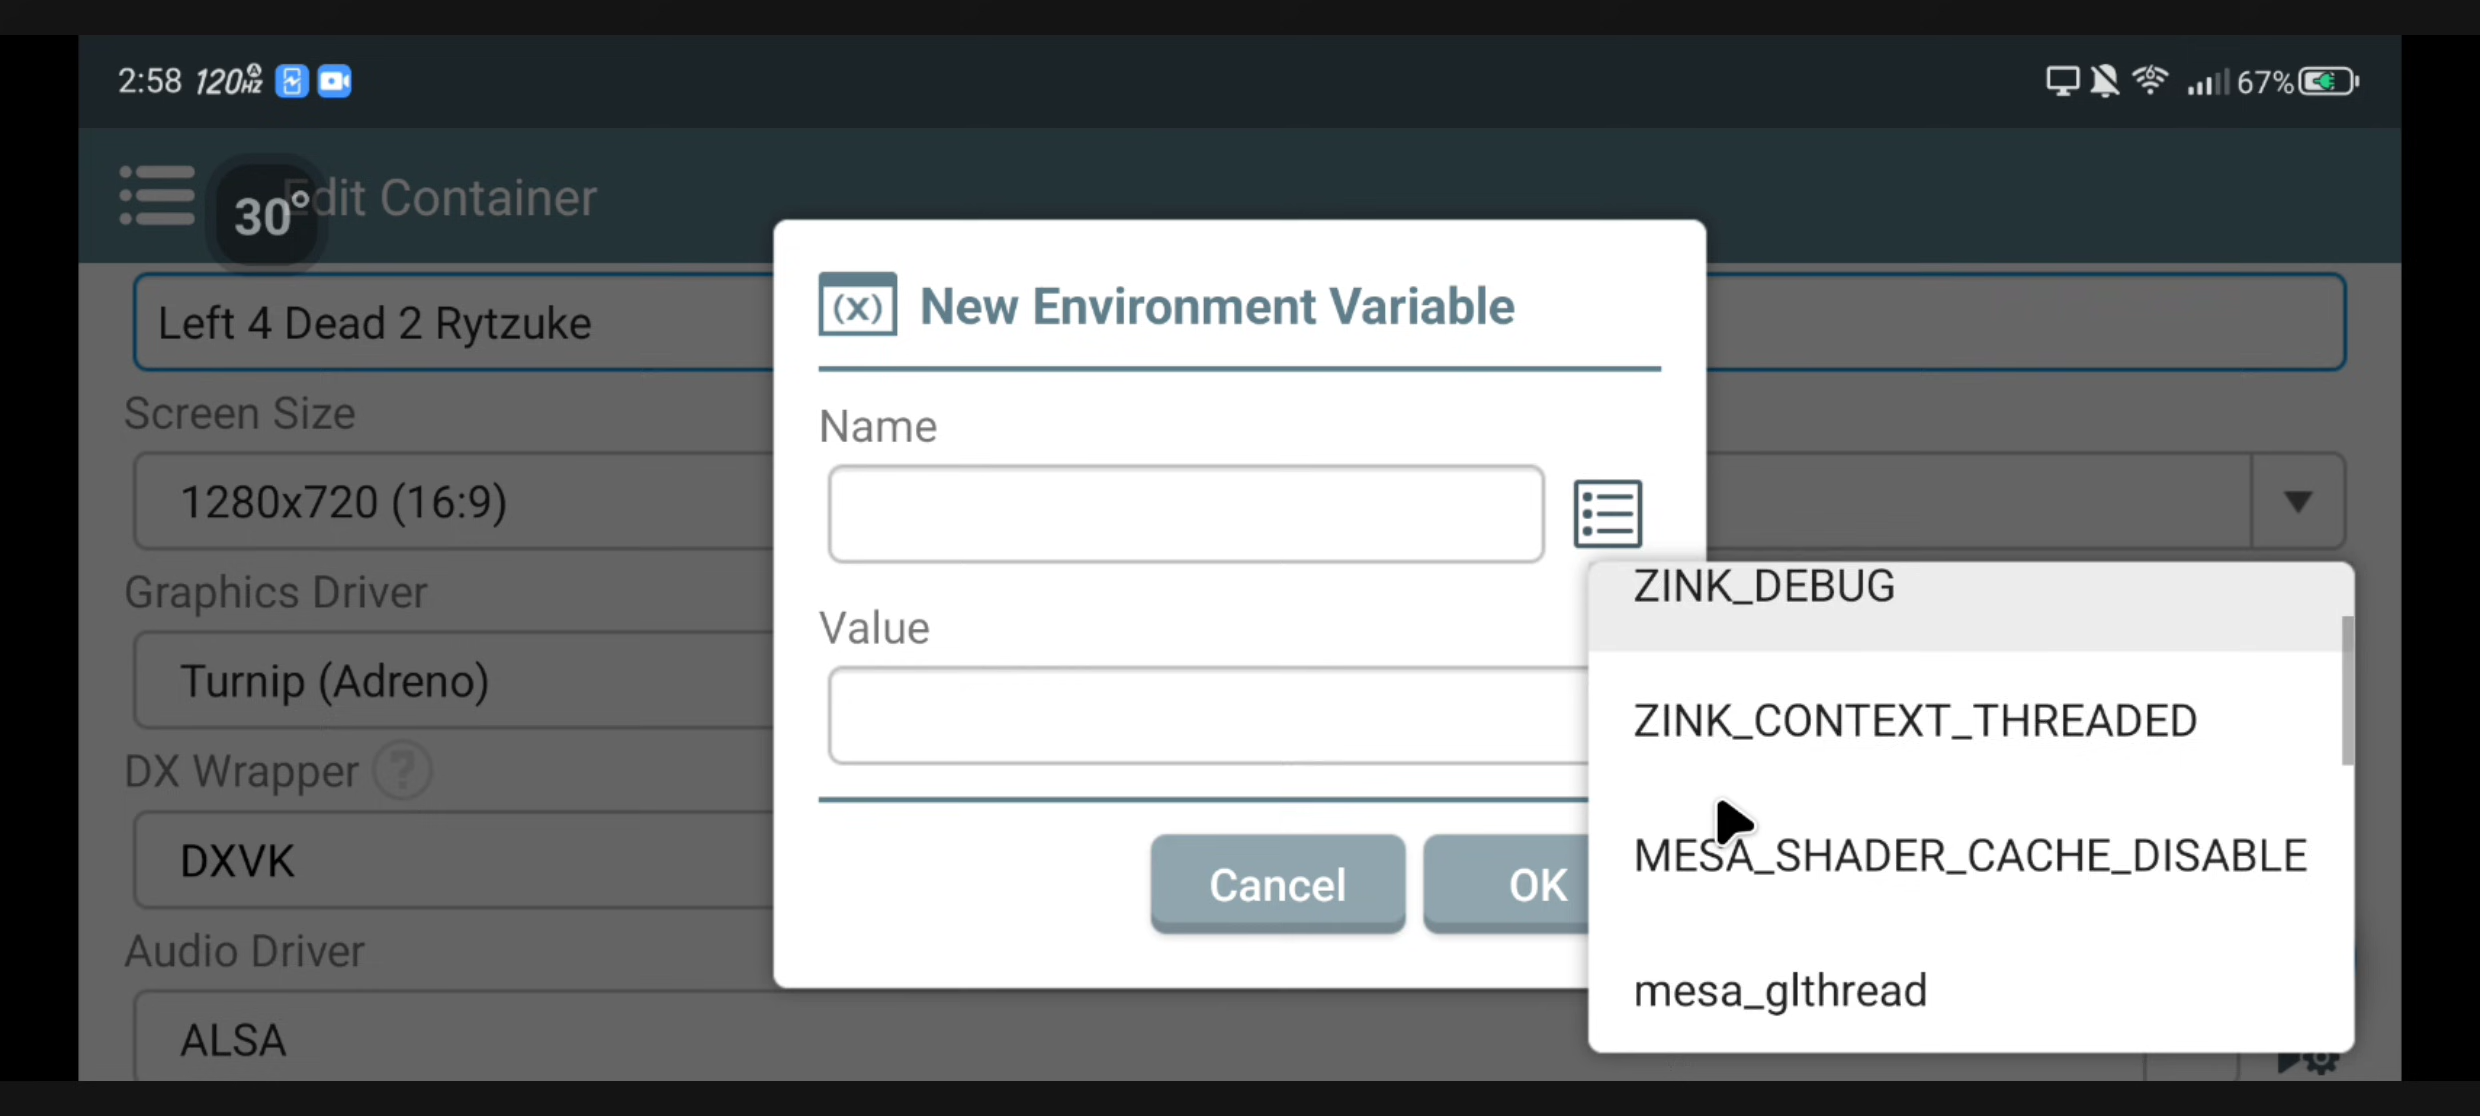 2:58 120HZ
67%
30°
Edit Container
Left 4 Dead 2 Rytzuke
Screen Size
1280x720 (16:9)
Graphics Driver
Turnip (Adreno)
DX Wrapper ?
DXVK
Audio Driver
ALSA
(x) New Environment Variable
Name
Value
Cancel
OK
ZINK_DEBUG
ZINK_CONTEXT_THREADED
MESA_SHADER_CACHE_DISABLE
mesa_glthread